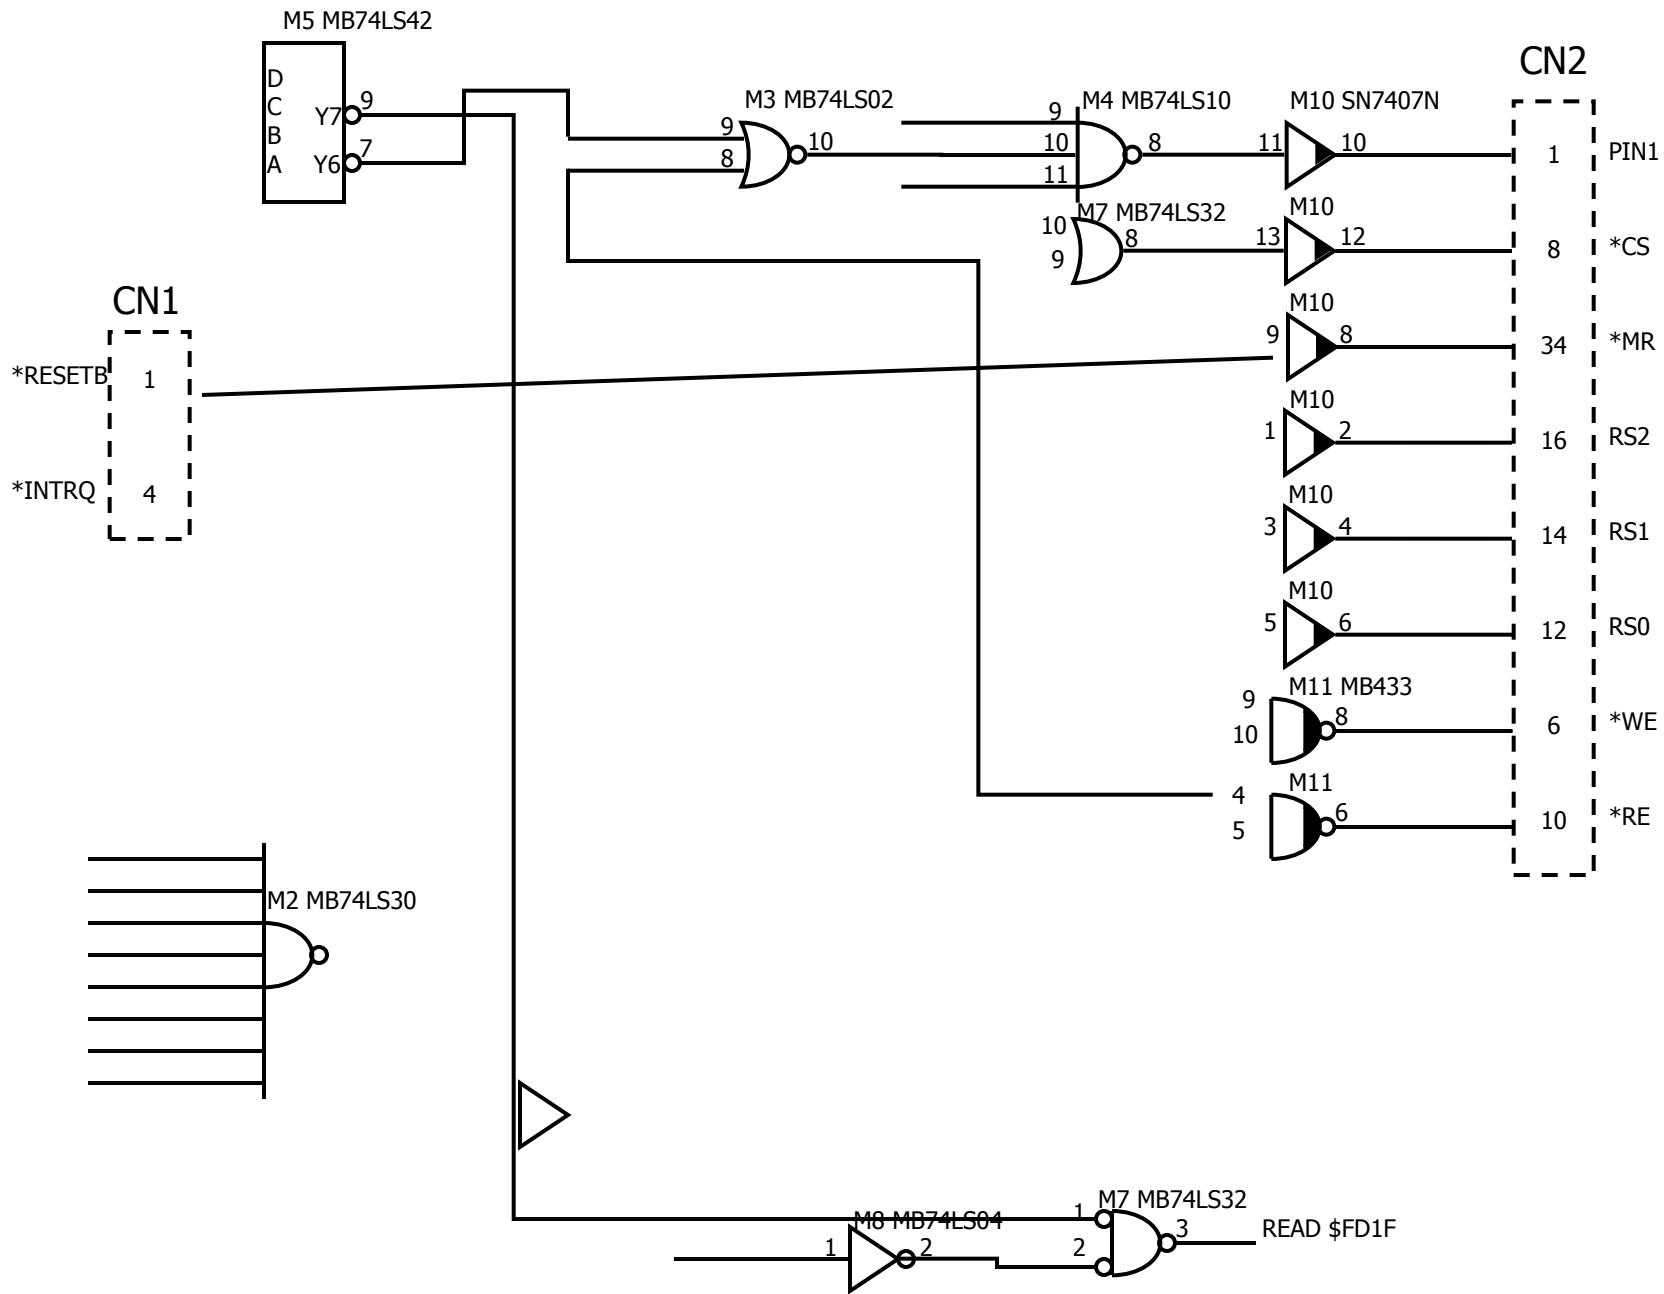 M5 MB74LS42
D
C
B
A
Y7
9
Y6
7
M3 MB74LS02
9
8
10
M4 MB74LS10
9
10
11
8
M10 SN7407N
11
10
CN2
1
PIN1
M7 MB74LS32
10
9
8
M10
13
12
8
*CS
CN1
*RESETB
1
*INTRQ
4
M10
9
8
34
*MR
M10
1
2
16
RS2
M10
3
4
14
RS1
M10
5
6
12
RS0
M11 MB433
9
10
8
6
*WE
M11
4
5
6
10
*RE
M2 MB74LS30
M8 MB74LS04
1
2
M7 MB74LS32
1
2
3
READ $FD1F